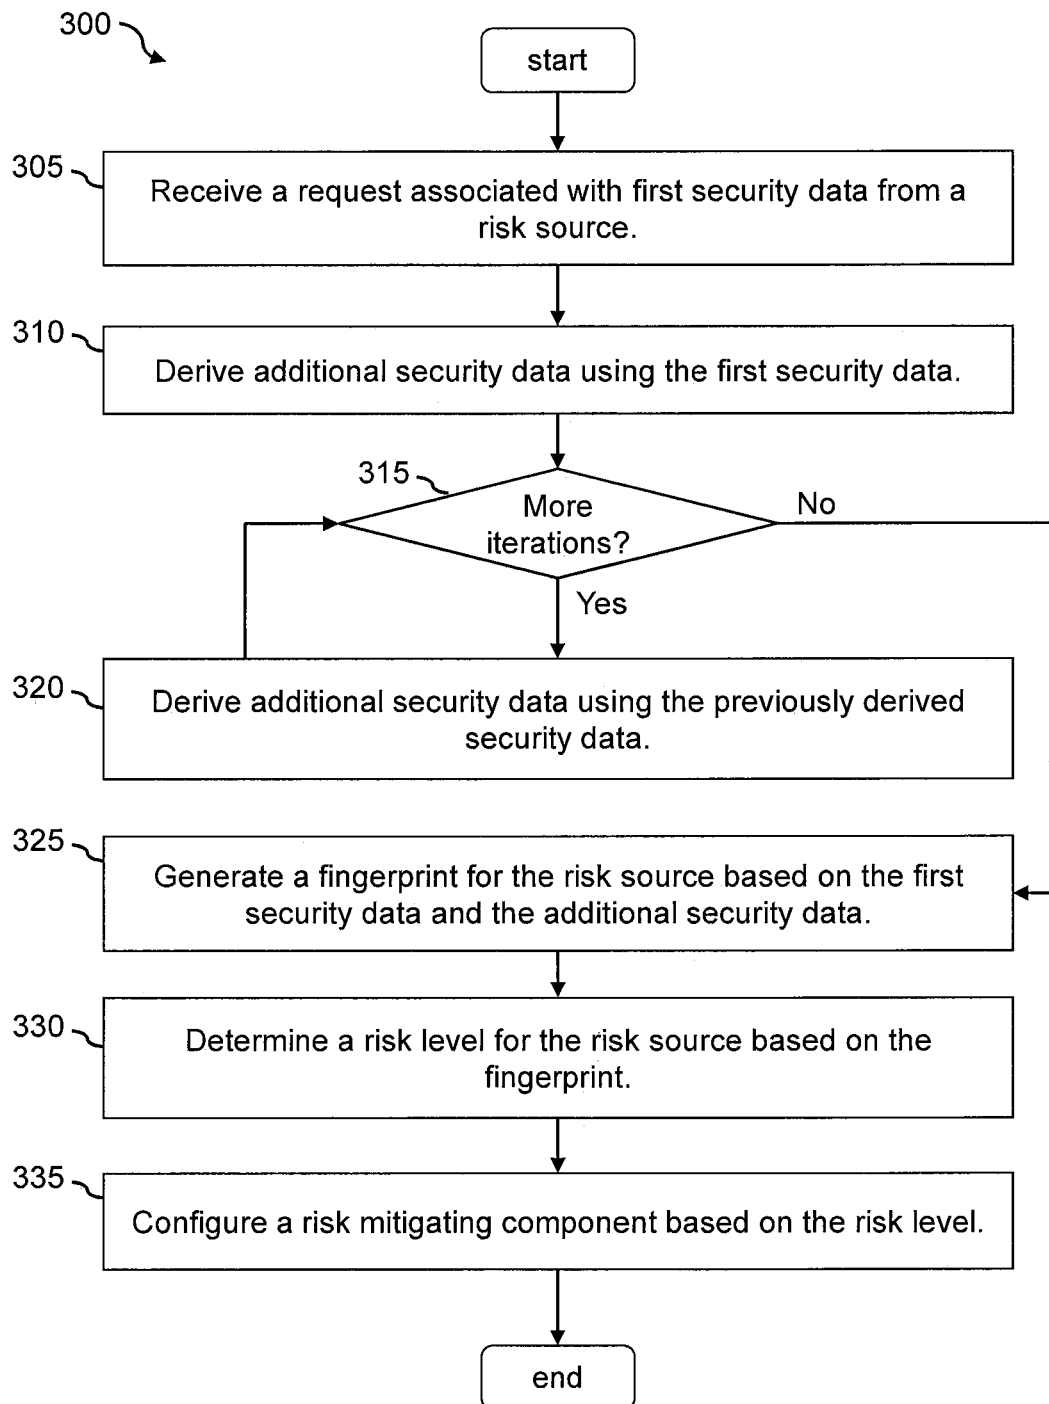 300
start
305
Receive a request associated with first security data from a
risk source.
310
Derive additional security data using the first security data.
315
More
iterations?
No
Yes
320
Derive additional security data using the previously derived
security data.
325
Generate a fingerprint for the risk source based on the first
security data and the additional security data.
330
Determine a risk level for the risk source based on the
fingerprint.
335
Configure a risk mitigating component based on the risk level.
end